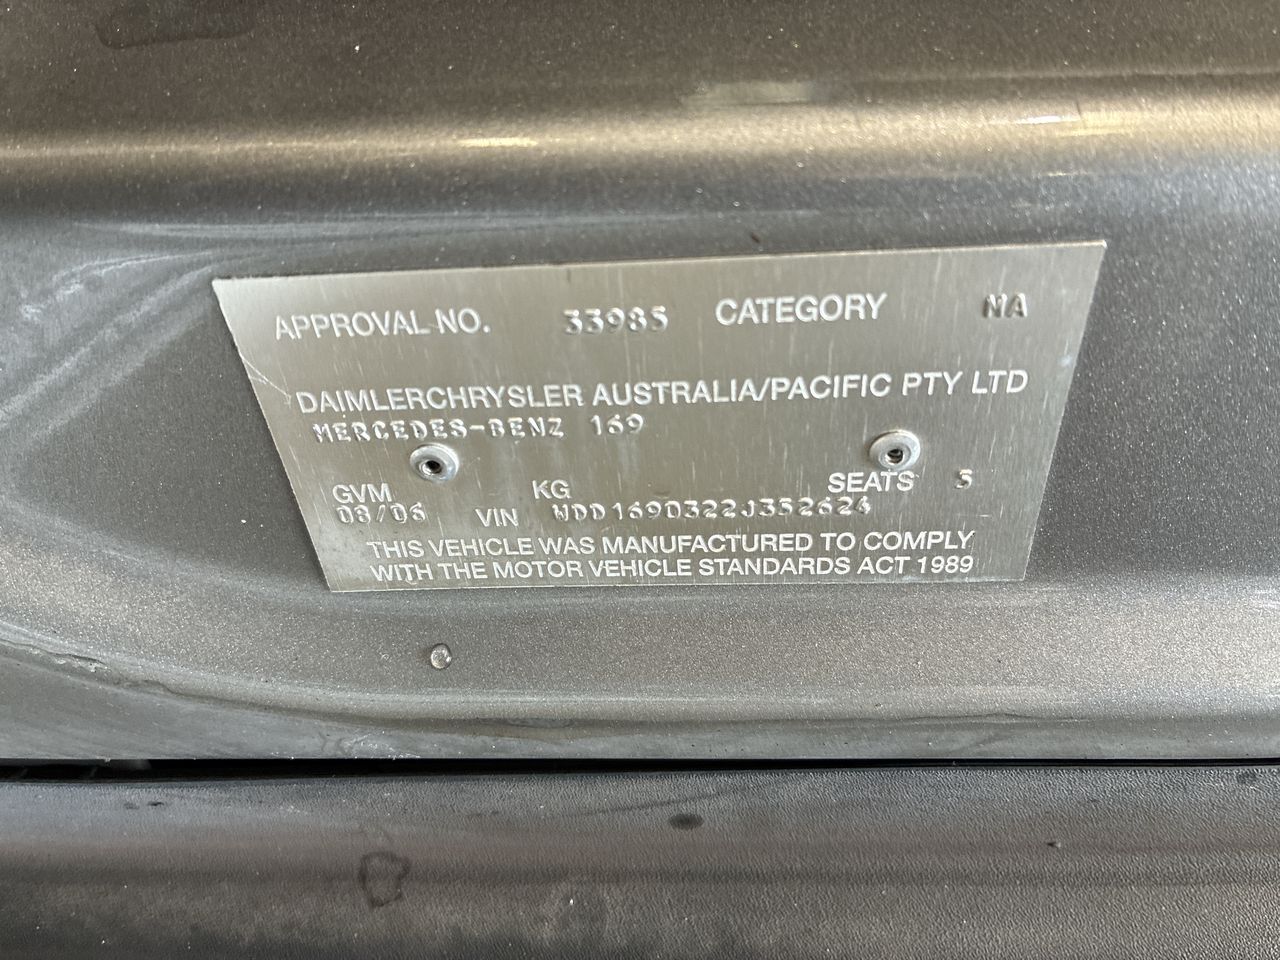 APPROVAL NO. 33985 CATEGORY MA
DAIMLERCHRYSLER AUSTRALIA/PACIFIC PTY LTD
MERCEDES-BENZ 169
GVM KG SEATS 5
08/06 VIN WDD1690322J352624
THIS VEHICLE WAS MANUFACTURED TO COMPLY
WITH THE MOTOR VEHICLE STANDARDS ACT 1989